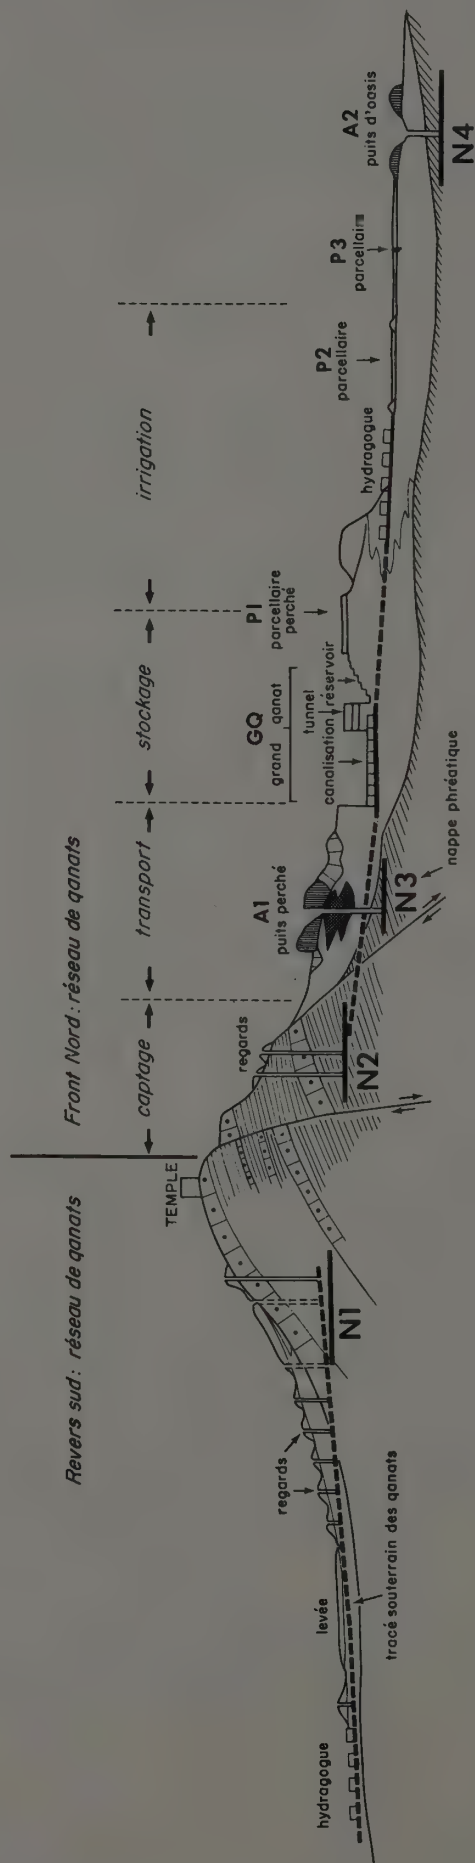 Revers sud: réseau de qanats
Front Nord: réseau de qanats
captage
transport
stockage
irrigation
TEMPLE
hydragogue
levée
regards
tracé souterrain des qanats
N1
regards
N2
A1
puits perché
N3
nappe phréatique
GQ
grand qanat
canalisation
tunnel
réservoir
P1
parcellaire
perché
hydragogue
P2
parcellaire
P3
parcellaire
A2
puits d'oasis
N4